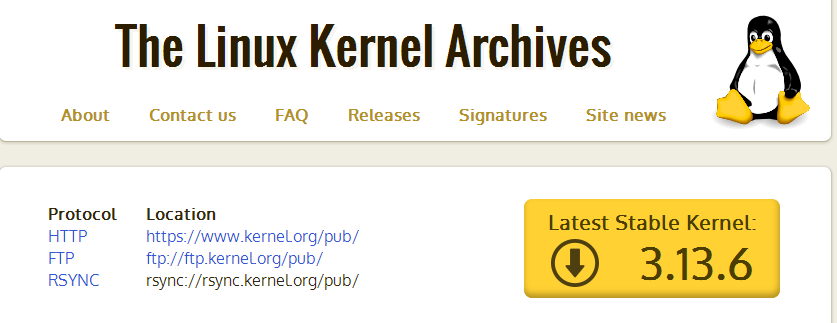 The Linux Kernel Archives
About Contact us FAQ Releases Signatures Site news
Protocol Location
HTTP https://www.kernel.org/pub/
FTP ftp://ftp.kernel.org/pub/
RSYNC rsync://rsync.kernel.org/pub/
Latest Stable Kernel:
3.13.6